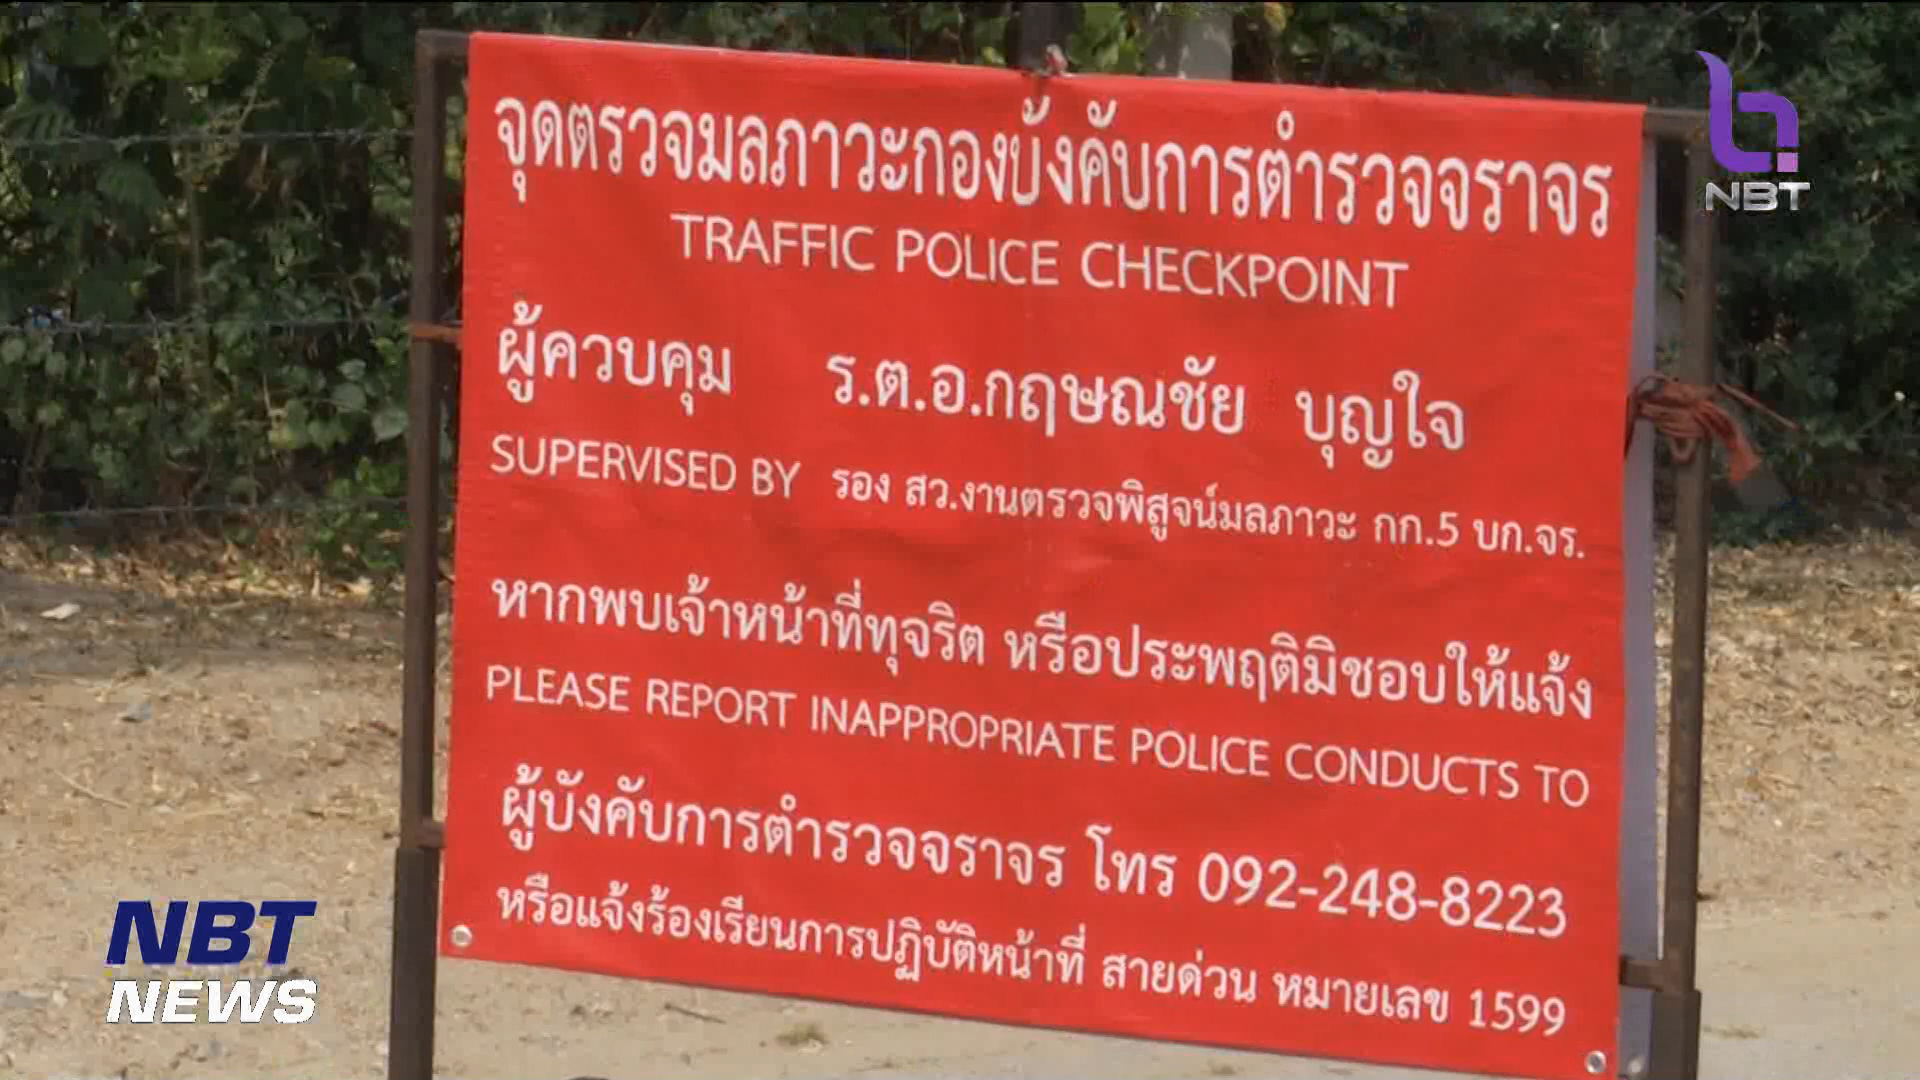 จุดตรวจมลภาวะกองบังคับการตำรวจจราจร
TRAFFIC POLICE CHECKPOINT
ผู้ควบคุม ร.ต.อ.กฤษณชัย บุญใจ
SUPERVISED BY รอง สว.งานตรวจพิสูจน์มลภาวะ กก.5 บก.จร.
หากพบเจ้าหน้าที่ทุจริต หรือประพฤติมิชอบให้แจ้ง
PLEASE REPORT INAPPROPRIATE POLICE CONDUCTS TO
ผู้บังคับการตำรวจจราจร โทร 092-248-8223
หรือแจ้งร้องเรียนการปฏิบัติหน้าที่ สายด่วน หมายเลข 1599
NBT
NBT
NEWS